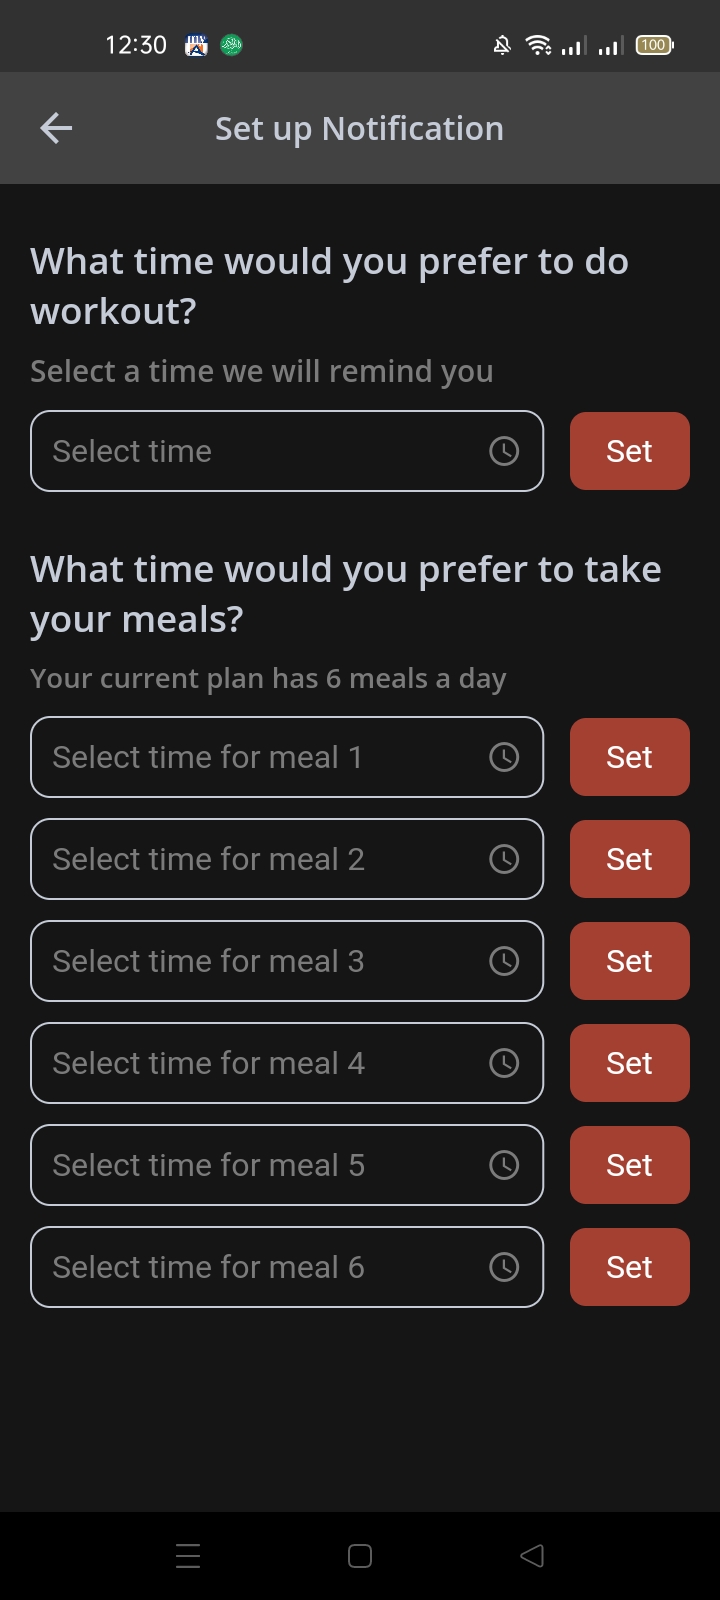 12:30
100
Set up Notification
What time would you prefer to do
workout?
Select a time we will remind you
Select time
Set
What time would you prefer to take
your meals?
Your current plan has 6 meals a day
Select time for meal 1
Set
Select time for meal 2
Set
Select time for meal 3
Set
Select time for meal 4
Set
Select time for meal 5
Set
Select time for meal 6
Set